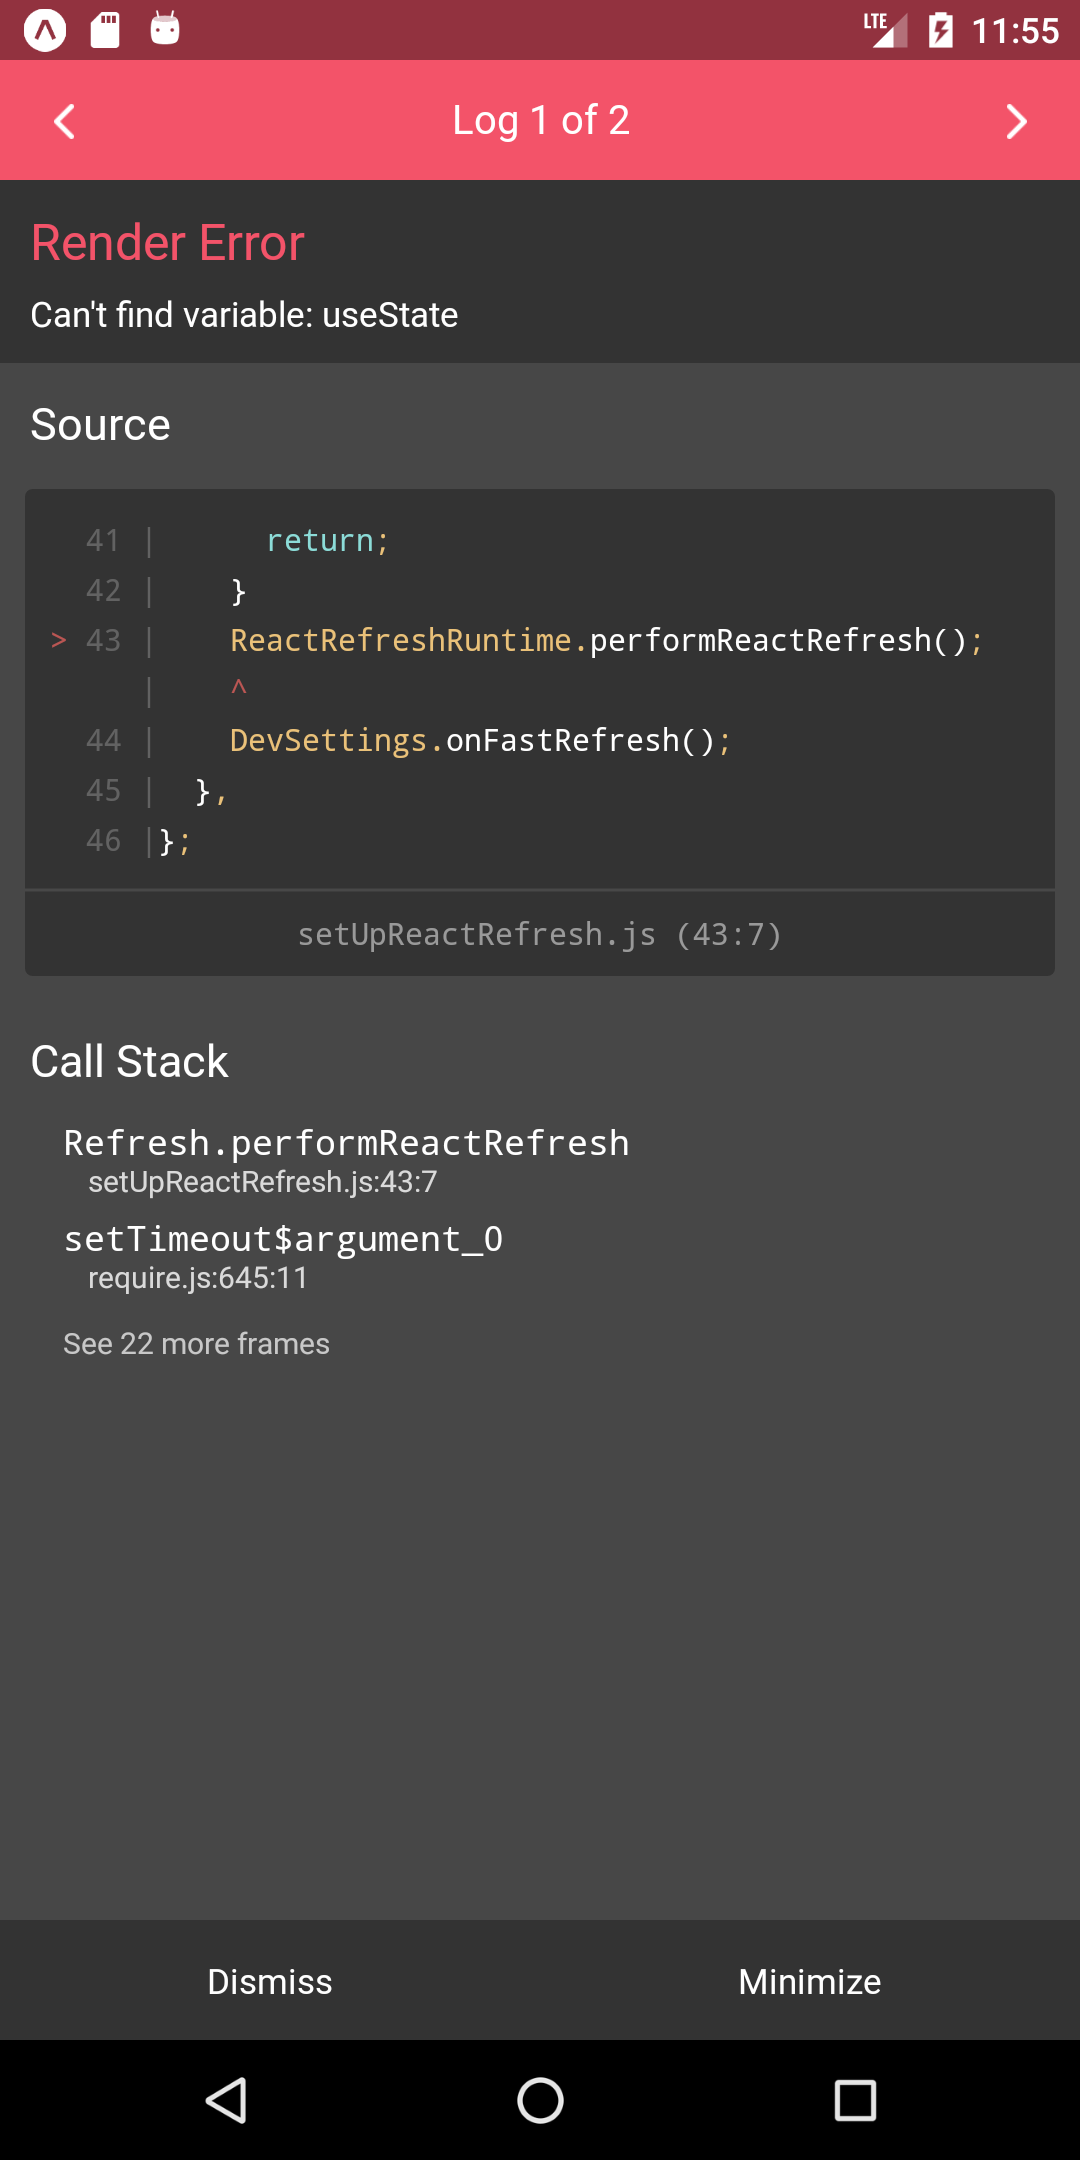 LTE 11:55
Log 1 of 2
Render Error
Can't find variable: useState
Source
41 |       return;
42 |     }
> 43 |     ReactRefreshRuntime.performReactRefresh();
|     ^
44 |     DevSettings.onFastRefresh();
45 |   },
46 |};
setUpReactRefresh.js (43:7)
Call Stack
Refresh.performReactRefresh
setUpReactRefresh.js:43:7
setTimeout$argument_0
require.js:645:11
See 22 more frames
Dismiss Minimize